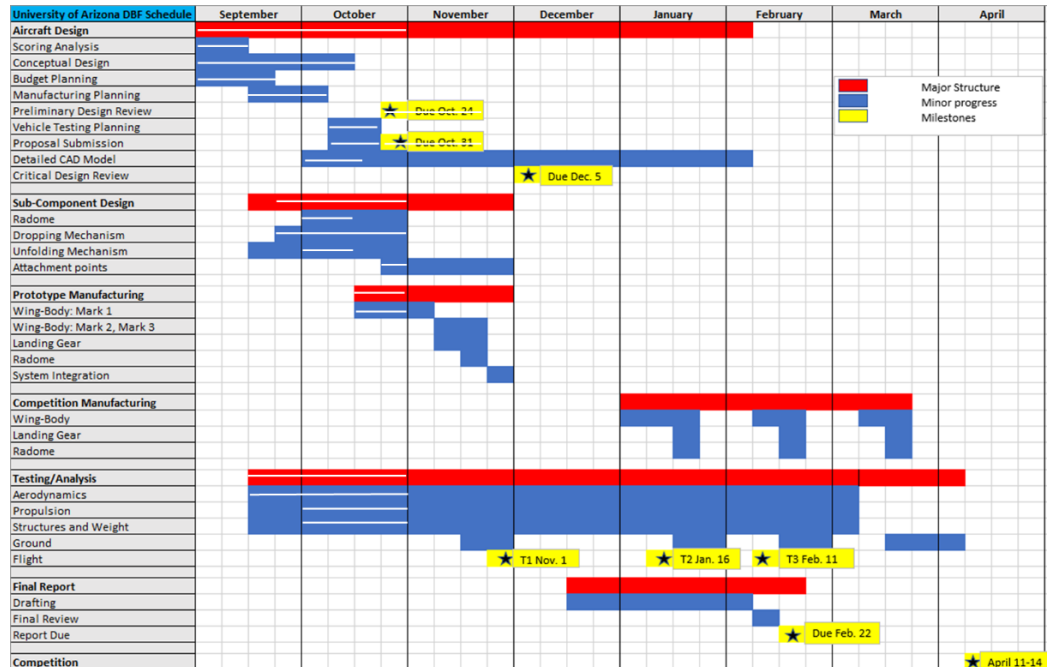 University of Arizona DBF Schedule September October November December January February March April
Aircraft Design
Scoring Analysis
Conceptual Design
Budget Planning
Major Structure
Manufacturing Planning
Minor progress
Preliminary Design Review Due Oct. 24
Milestones
Vehicle Testing Planning
Proposal Submission Due Oct. 31
Detailed CAD Model
Critical Design Review Due Dec. 5
Sub-Component Design
Radome
Dropping Mechanism
Unfolding Mechanism
Attachment points
Prototype Manufacturing
Wing-Body: Mark 1
Wing-Body: Mark 2, Mark 3
Landing Gear
Radome
System Integration
Competition Manufacturing
Wing-Body
Landing Gear
Radome
Testing/Analysis
Aerodynamics
Propulsion
Structures and Weight
Ground
Flight T1 Nov. 1 T2 Jan. 16 T3 Feb. 11
Final Report
Drafting
Final Review
Report Due Due Feb. 22
Competition April 11-14